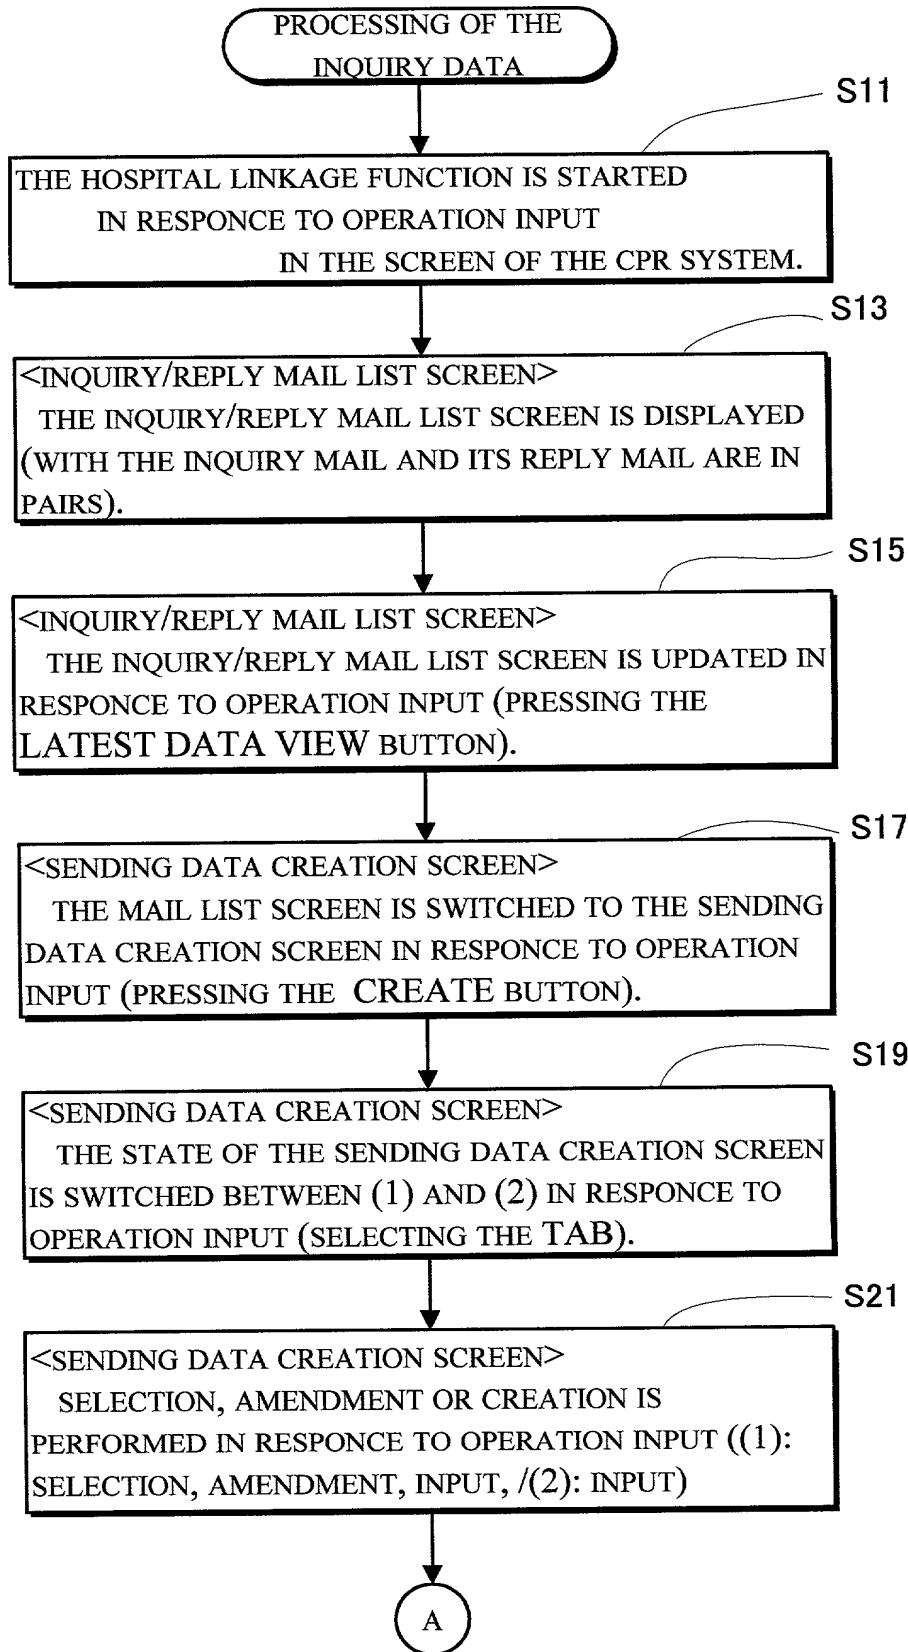 PROCESSING OF THE
INQUIRY DATA
S11
THE HOSPITAL LINKAGE FUNCTION IS STARTED
IN RESPONCE TO OPERATION INPUT
IN THE SCREEN OF THE CPR SYSTEM.
S13
<INQUIRY/REPLY MAIL LIST SCREEN>
THE INQUIRY/REPLY MAIL LIST SCREEN IS DISPLAYED
(WITH THE INQUIRY MAIL AND ITS REPLY MAIL ARE IN
PAIRS).
S15
<INQUIRY/REPLY MAIL LIST SCREEN>
THE INQUIRY/REPLY MAIL LIST SCREEN IS UPDATED IN
RESPONCE TO OPERATION INPUT (PRESSING THE
LATEST DATA VIEW BUTTON).
S17
<SENDING DATA CREATION SCREEN>
THE MAIL LIST SCREEN IS SWITCHED TO THE SENDING
DATA CREATION SCREEN IN RESPONCE TO OPERATION
INPUT (PRESSING THE CREATE BUTTON).
S19
<SENDING DATA CREATION SCREEN>
THE STATE OF THE SENDING DATA CREATION SCREEN
IS SWITCHED BETWEEN (1) AND (2) IN RESPONCE TO
OPERATION INPUT (SELECTING THE TAB).
S21
<SENDING DATA CREATION SCREEN>
SELECTION, AMENDMENT OR CREATION IS
PERFORMED IN RESPONCE TO OPERATION INPUT ((1):
SELECTION, AMENDMENT, INPUT, /(2): INPUT)
A